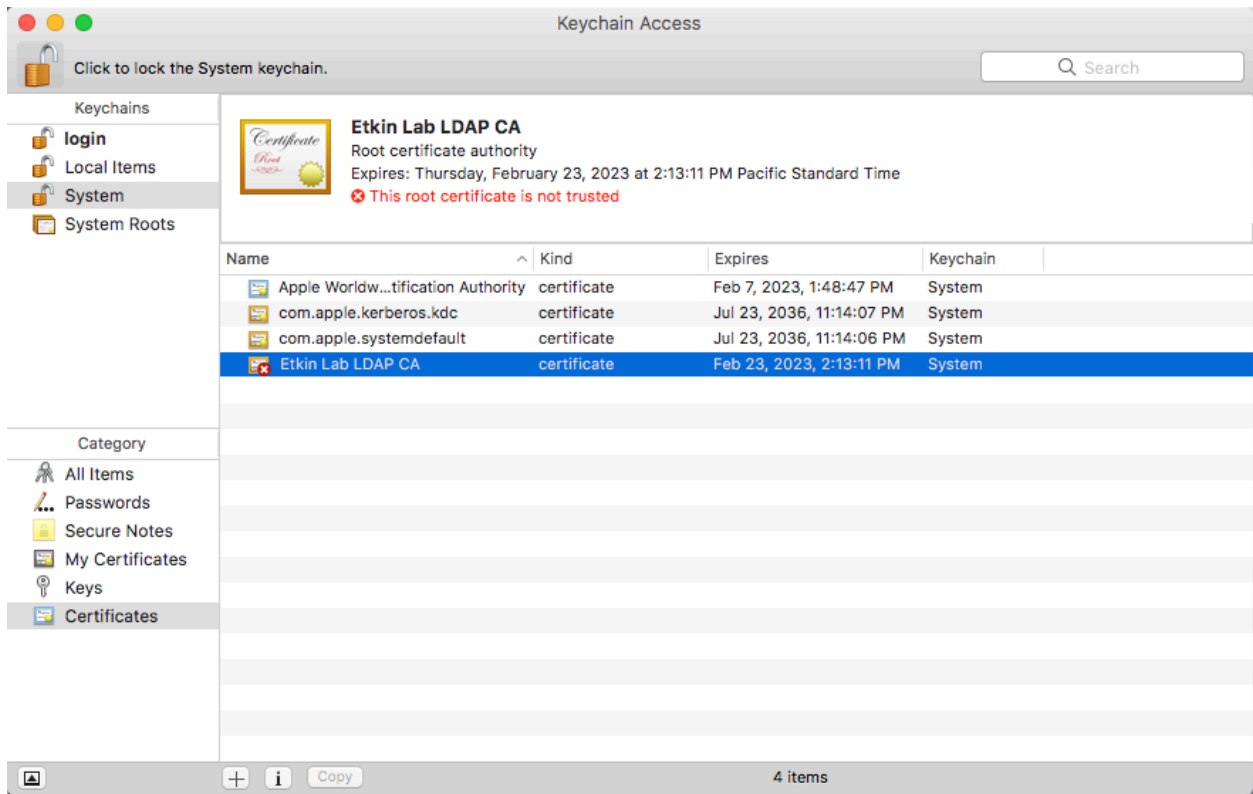 Keychain Access
Click to lock the System keychain.
Search
Keychains
login
Local Items
System
System Roots
Certificate
Root
Etkin Lab LDAP CA
Root certificate authority
Expires: Thursday, February 23, 2023 at 2:13:11 PM Pacific Standard Time
This root certificate is not trusted
Name Kind Expires Keychain
Apple Worldw...tification Authority certificate Feb 7, 2023, 1:48:47 PM System
com.apple.kerberos.kdc certificate Jul 23, 2036, 11:14:07 PM System
com.apple.systemdefault certificate Jul 23, 2036, 11:14:06 PM System
Etkin Lab LDAP CA certificate Feb 23, 2023, 2:13:11 PM System
Category
All Items
Passwords
Secure Notes
My Certificates
Keys
Certificates
+ i Copy 4 items